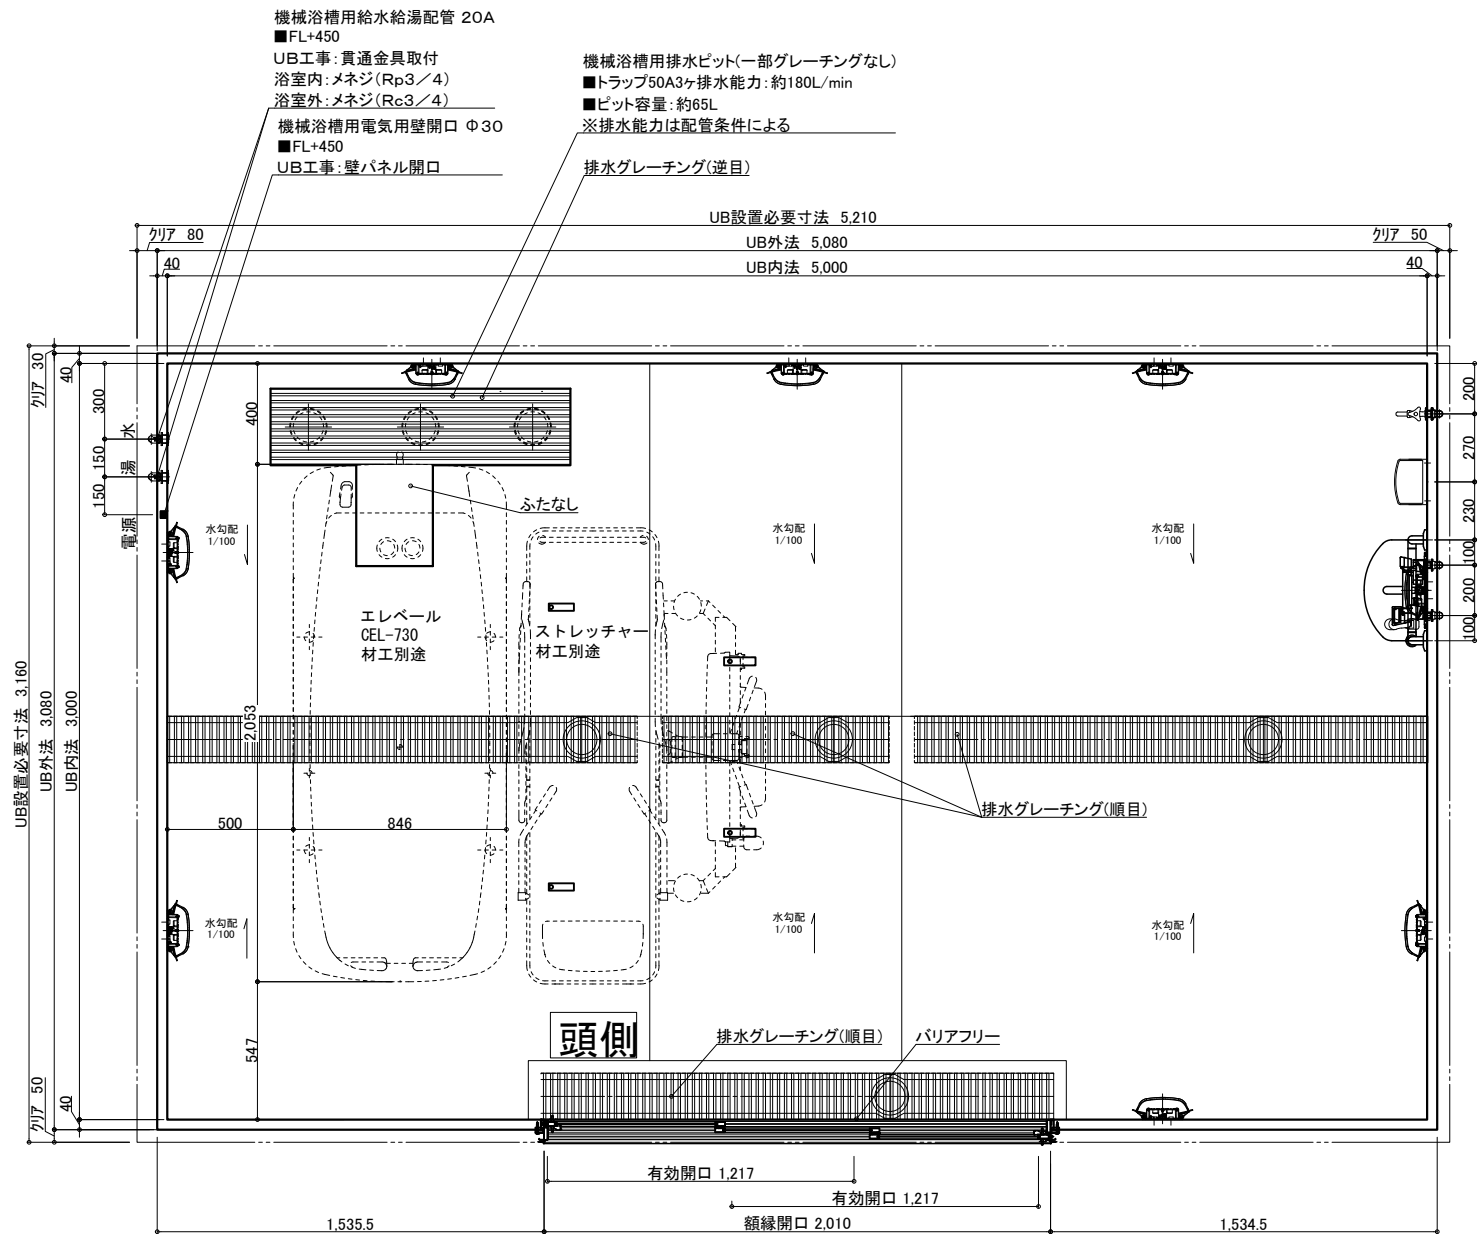 機械浴槽用給水給湯配管 20A
■FL+450
UB工事:貫通金具取付
浴室内:メネジ(Rp3/4)
浴室外:メネジ(Rc3/4)
機械浴槽用電気用壁開口 Φ30
■FL+450
UB工事:壁パネル開口
機械浴槽用排水ピット(一部グレーチングなし)
■トラップ50A3ヶ排水能力:約180L/min
■ピット容量:約65L
※排水能力は配管条件による
排水グレーチング(逆目)
UB設置必要寸法 5,210
クリア 80
UB外法 5,080
クリア 50
40
UB内法 5,000
40
クリア 30
40
300
水
150
湯
150
電源
400
200
270
230
100
200
100
ふたなし
水勾配
1/100
水勾配
1/100
水勾配
1/100
エレベール
CEL-730
材工別途
ストレッチャー
材工別途
UB設置必要寸法 3,160
UB外法 3,080
UB内法 3,000
2,053
500
846
排水グレーチング(順目)
水勾配
1/100
水勾配
1/100
水勾配
1/100
547
頭側
排水グレーチング(順目)
バリアフリー
クリア 50
40
有効開口 1,217
有効開口 1,217
1,535.5
額縁開口 2,010
1,534.5